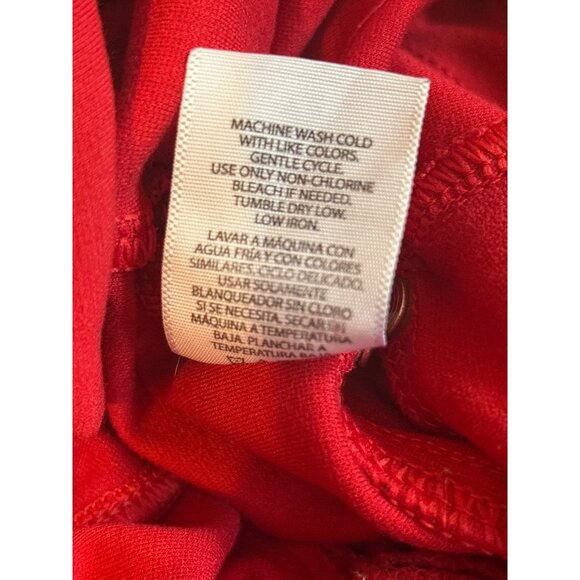 MACHINE WASH COLD
WITH LIKE COLORS.
GENTLE CYCLE.
USE ONLY NON-CHLORINE
BLEACH IF NEEDED.
TUMBLE DRY LOW.
LOW IRON.
LAVAR A MÁQUINA CON
AGUA FRÍA Y CON COLORES
SIMILARES, CICLO DELICADO.
USAR SOLAMENTE
BLANQUEADOR SIN CLORO
SI SE NECESITA. SECAR EN
MÁQUINA A TEMPERATURA
BAJA. PLANCHAR A
TEMPERATURA